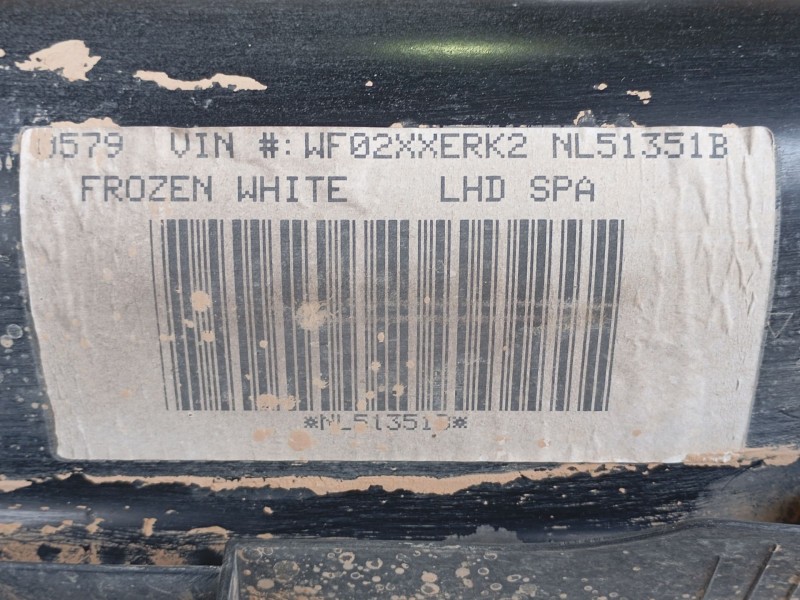 0579 VIN #: WF02XXERK2 NL51351B
FROZEN WHITE LHD SPA
*NL51351B*